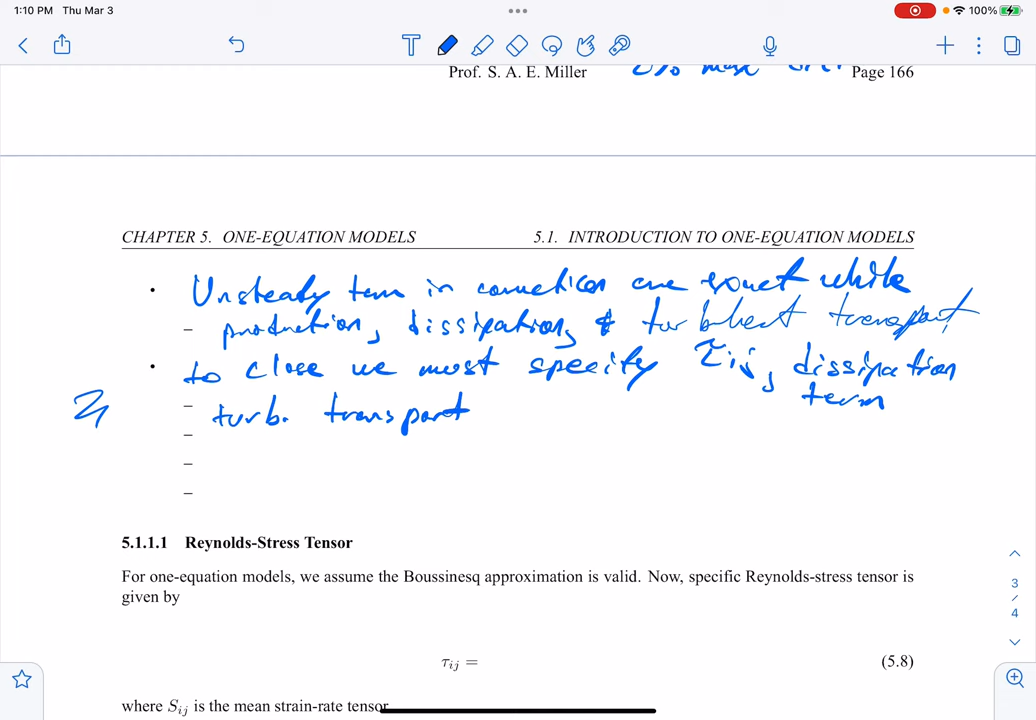 1:10 PM Thu Mar 3
100%
Prof. S. A. E. Miller
Page 166
CHAPTER 5. ONE-EQUATION MODELS 5.1. INTRODUCTION TO ONE-EQUATION MODELS
• Unsteady term in convection are exact while
– production, dissipation, & turbulent transport,
• to close we must specify τij, dissipation
term
– turb. transport
–
–
–
5.1.1.1 Reynolds-Stress Tensor
For one-equation models, we assume the Boussinesq approximation is valid. Now, specific Reynolds-stress tensor is
given by
τij = (5.8)
where Sij is the mean strain-rate tensor
3
/
4